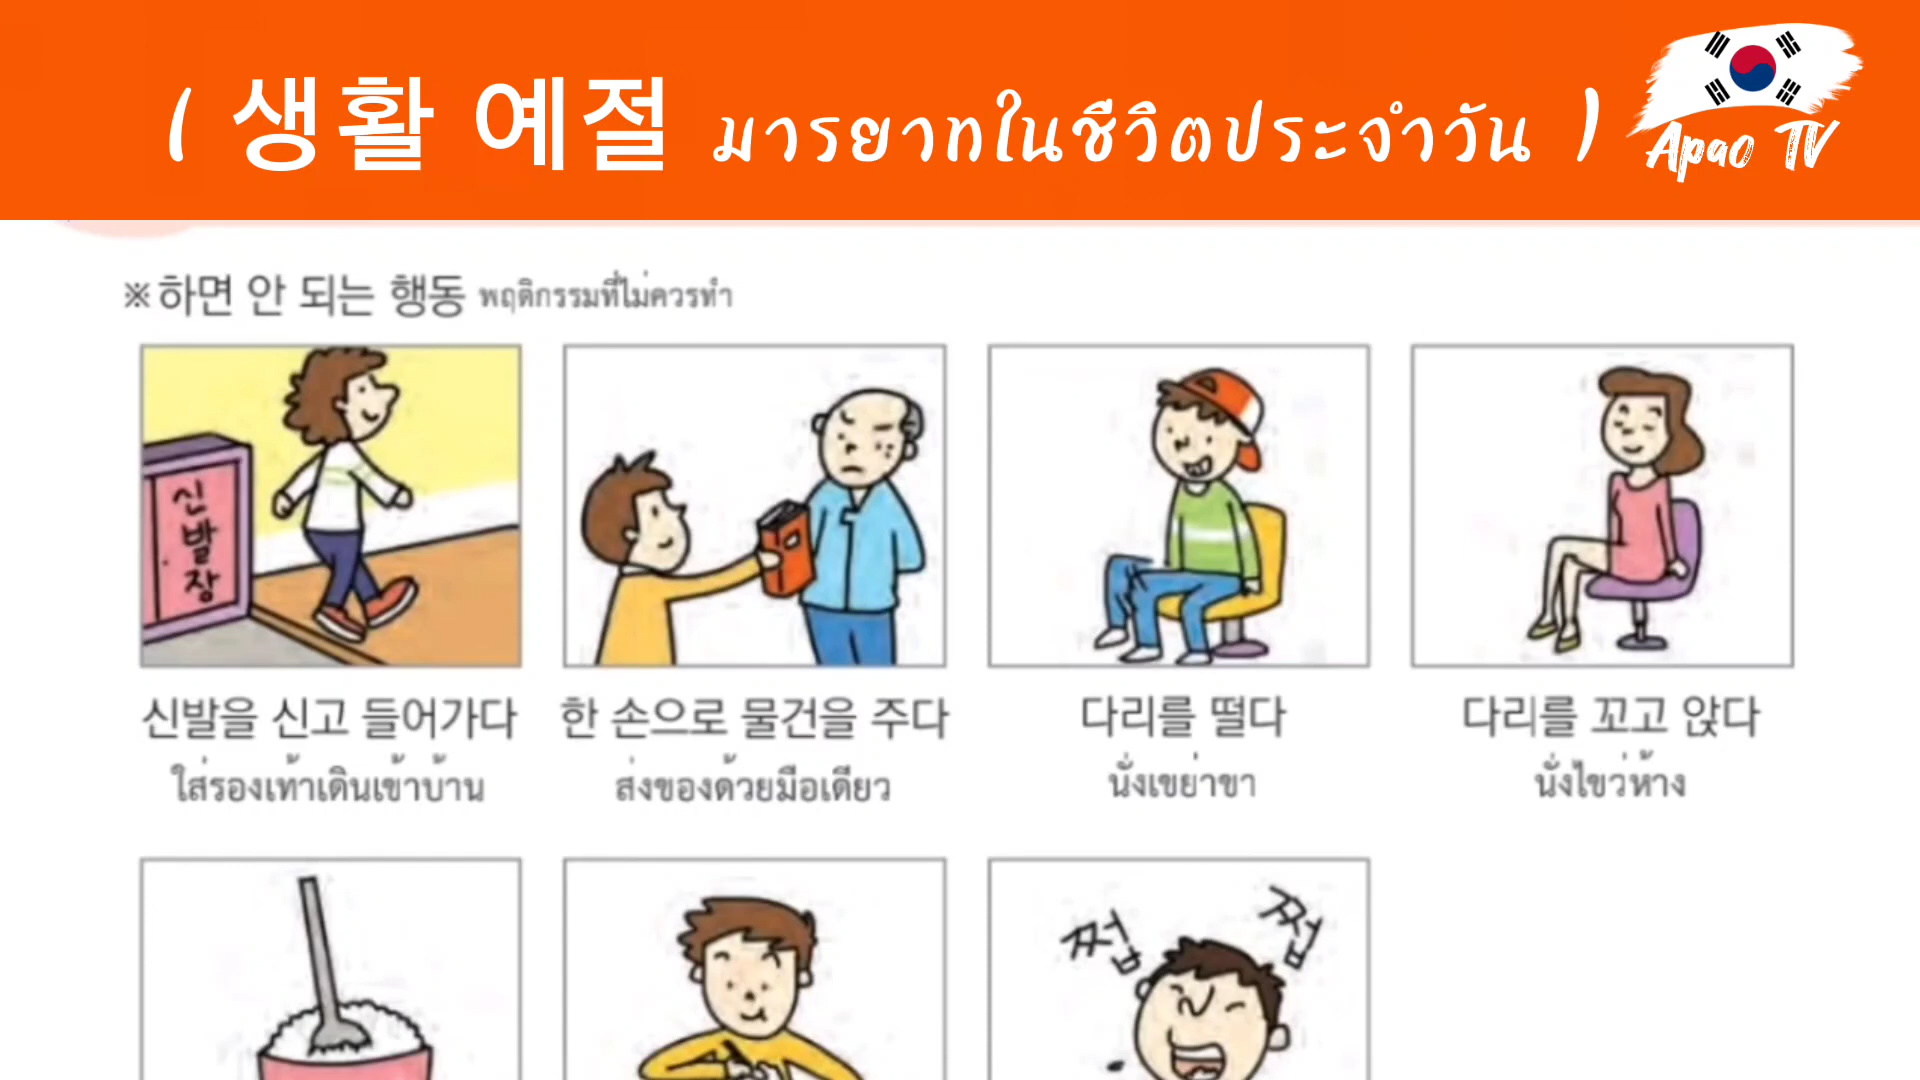 ( 생활 예절 มารยาทในชีวิตประจำวัน )
Apao TV
※하면 안 되는 행동 พฤติกรรมที่ไม่ควรทำ
신발장
신발을 신고 들어가다
ใส่รองเท้าเดินเข้าบ้าน
한 손으로 물건을 주다
ส่งของด้วยมือเดียว
다리를 떨다
นั่งเขย่าขา
다리를 꼬고 앉다
นั่งไขว่ห้าง
쩝 쩝